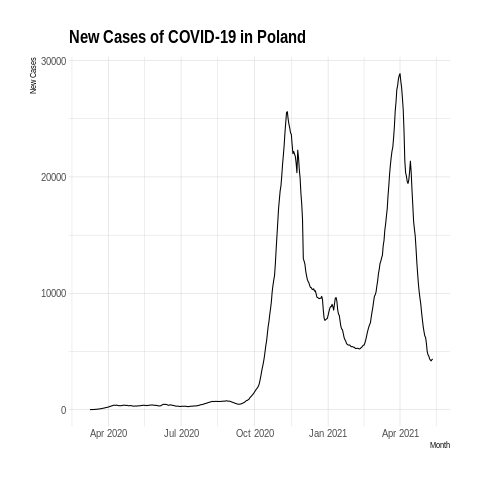 New Cases of COVID-19 in Poland
New Cases
30000
20000
10000
0
Apr 2020 Jul 2020 Oct 2020 Jan 2021 Apr 2021
Month